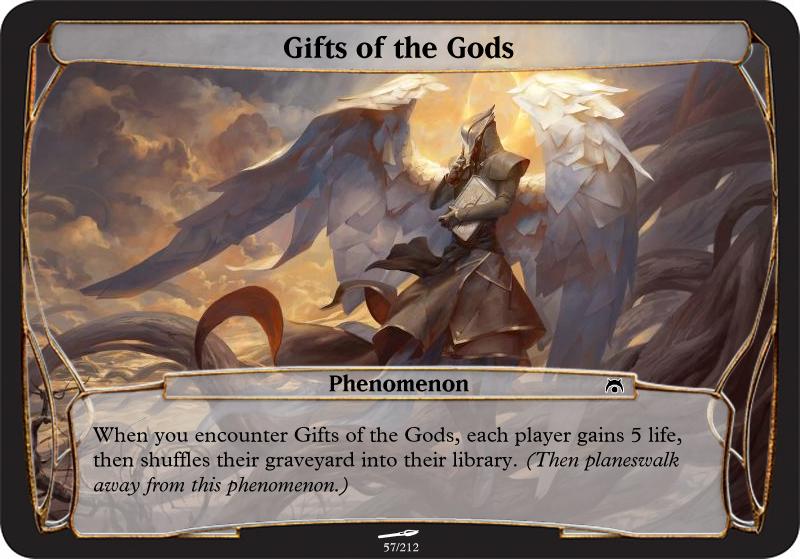 Gifts of the Gods
Phenomenon
When you encounter Gifts of the Gods, each player gains 5 life,
then shuffles their graveyard into their library. (Then planeswalk
away from this phenomenon.)
57/212